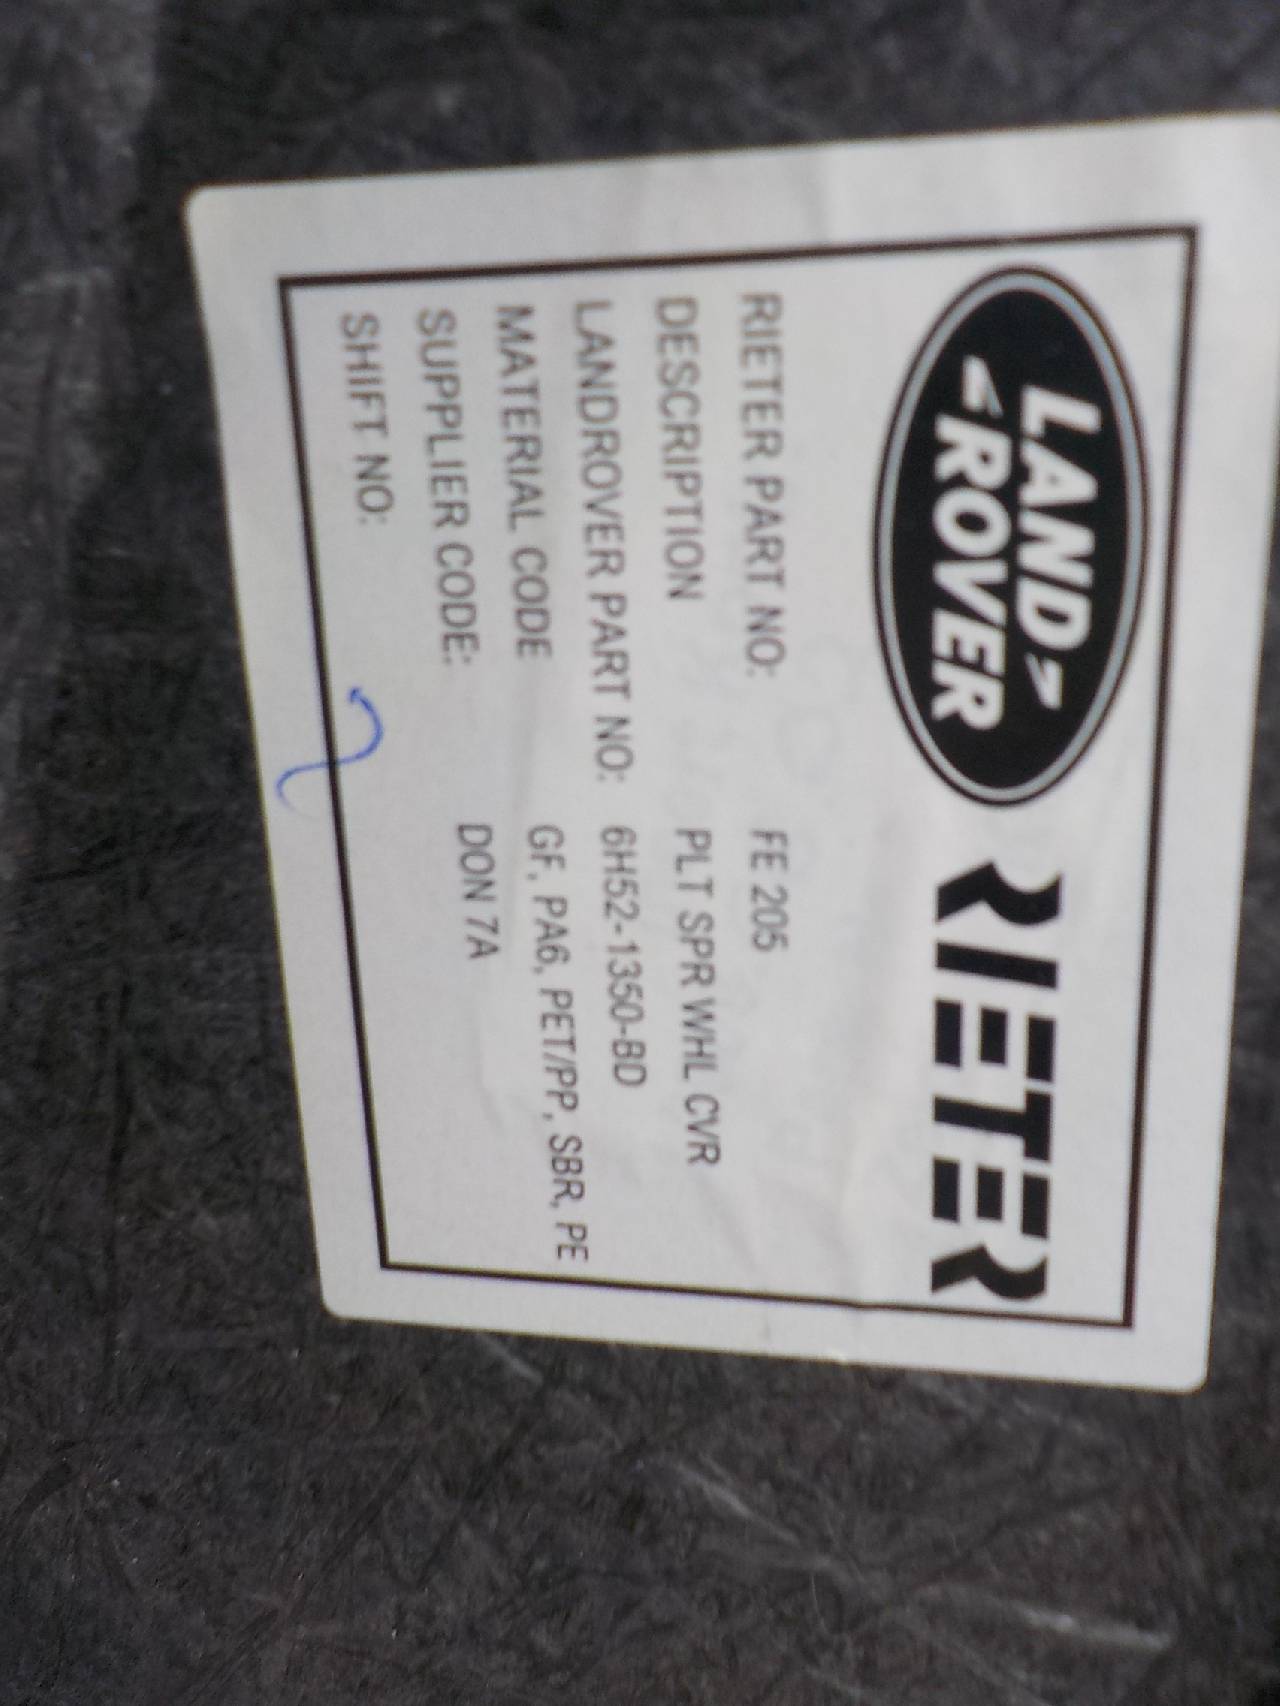 LAND
ROVER
RIETER
RIETER PART NO: FE 205
DESCRIPTION PLT SPR WHL CVR
LANDROVER PART NO: 6H52-1350-BD
MATERIAL CODE GF, PA6, PET/PP, SBR, PE
SUPPLIER CODE: DON 7A
SHIFT NO: